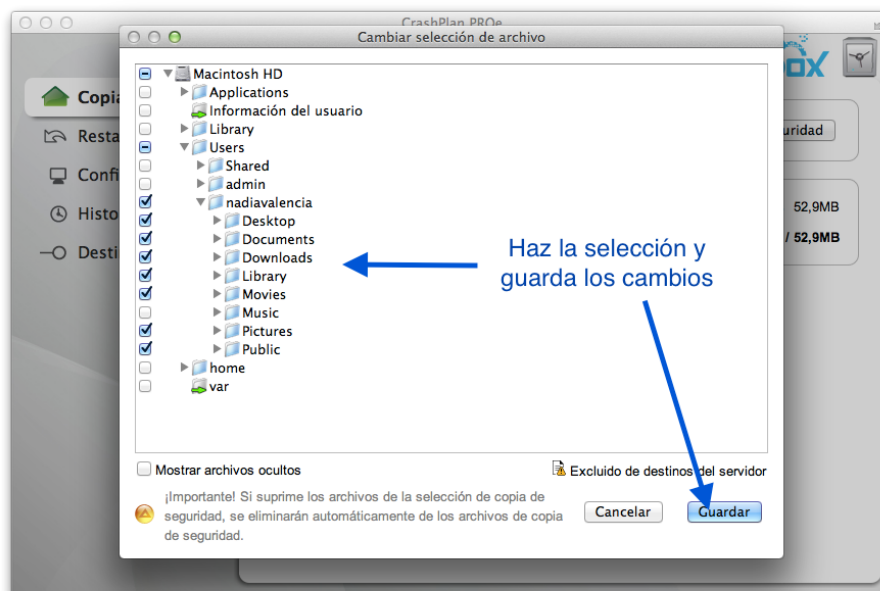 CrashPlan PROe
Cambiar selección de archivo
Macintosh HD
Applications
Información del usuario
Library
Users
Shared
admin
nadiavalencia
Desktop
Documents
Downloads
Library
Movies
Music
Pictures
Public
home
var
Haz la selección y
guarda los cambios
Mostrar archivos ocultos
Excluido de destinos del servidor
¡Importante! Si suprime los archivos de la selección de copia de
seguridad, se eliminarán automáticamente de los archivos de copia
de seguridad.
Cancelar
Guardar
Copia
Resta
Confi
Histo
Desti
ox
uridad
52,9MB
/ 52,9MB